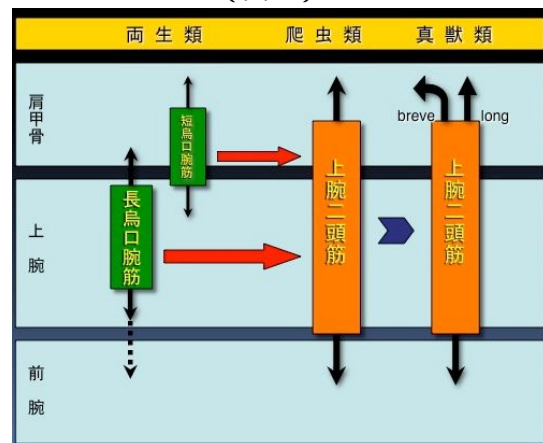 両生類
爬虫類
真獣類
肩甲骨
短烏口腕筋
breve
long
上腕二頭筋
上腕二頭筋
上腕
長烏口腕筋
前腕